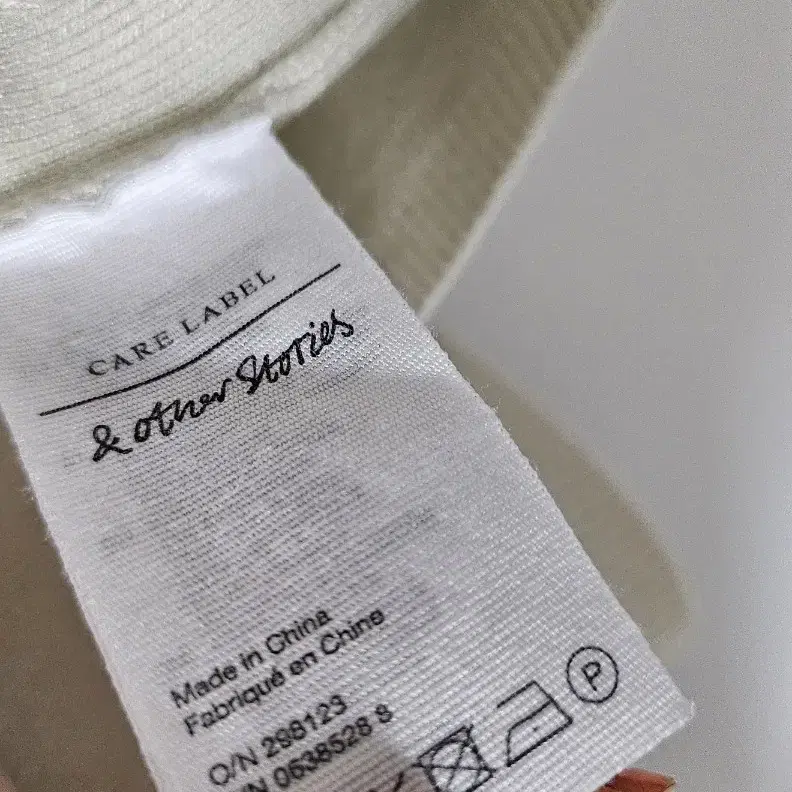 CARE LABEL
& other Stories
Made in China
Fabriqué en Chine
O/N 298123
0638528 8
P